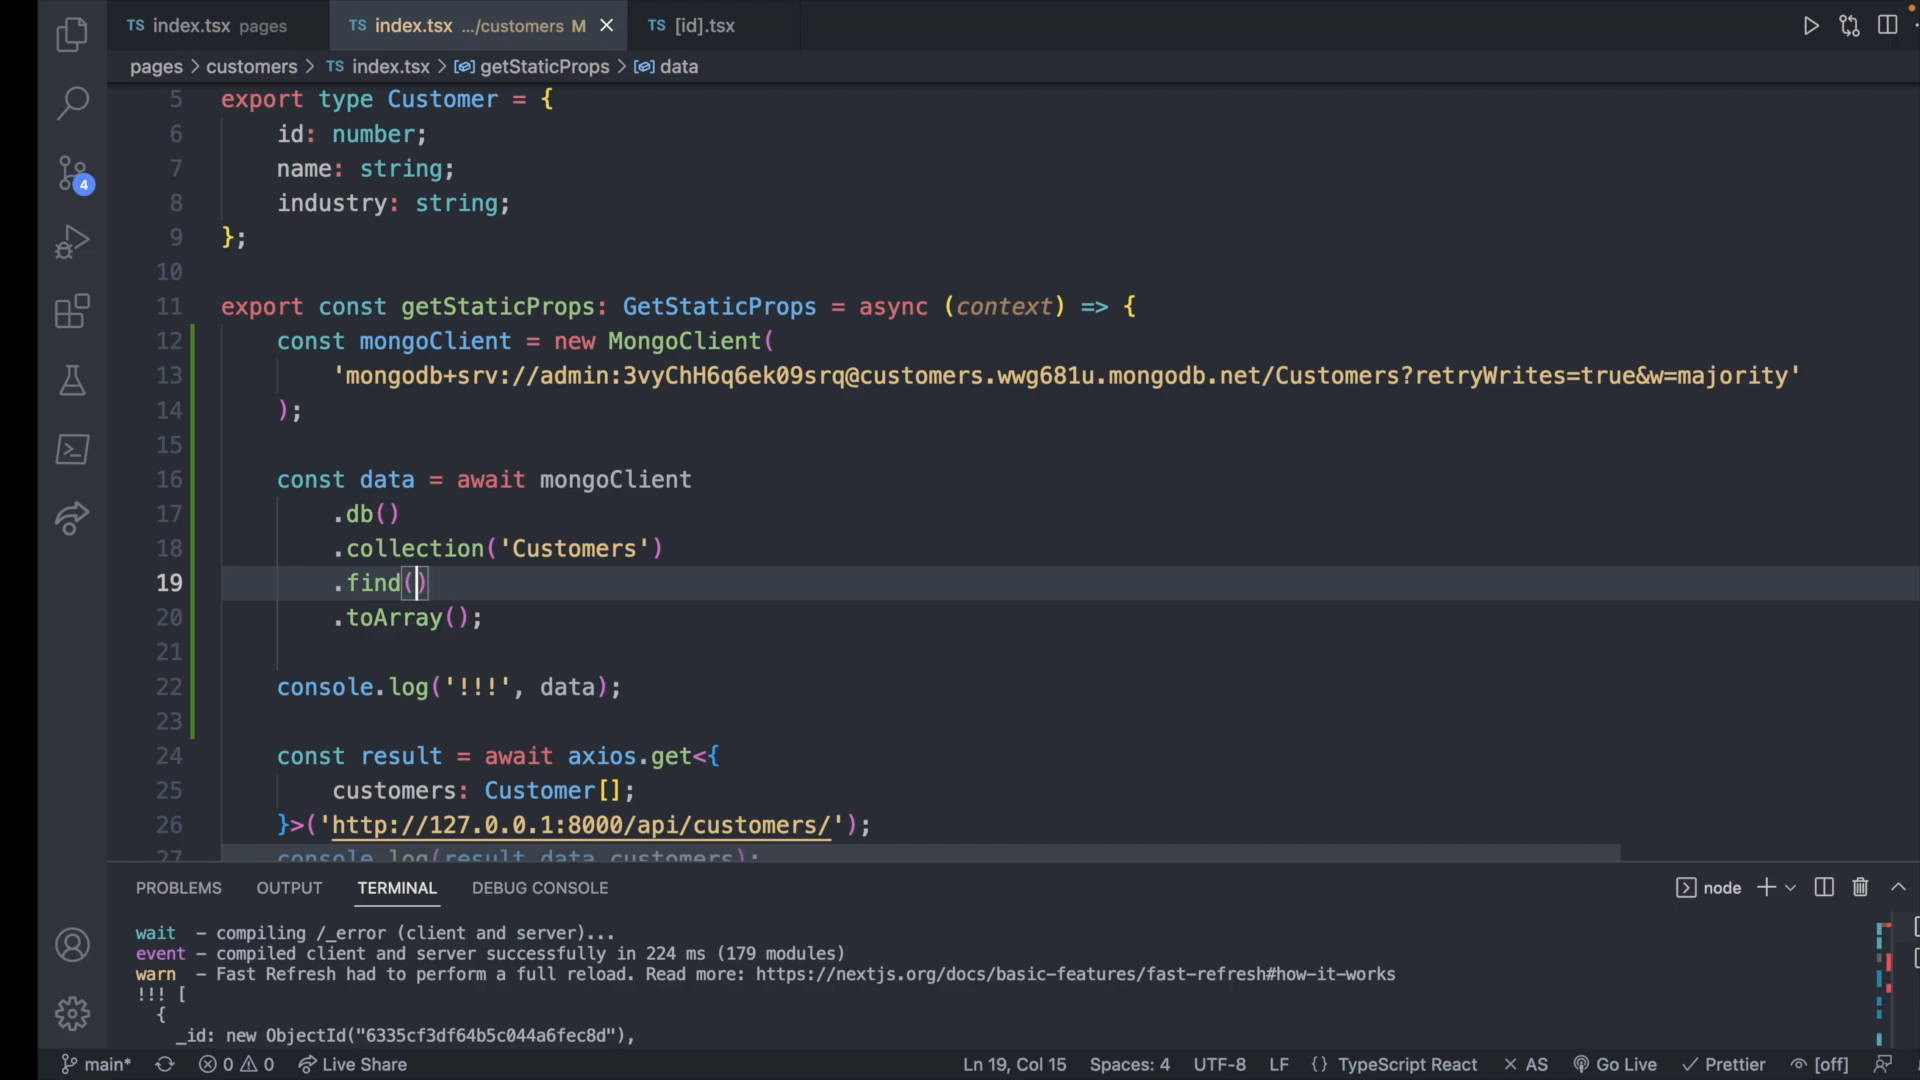 TS index.tsx pages TS index.tsx .../customers M TS [id].tsx
pages > customers > TS index.tsx > getStaticProps > data
4
5 export type Customer = {
6 id: number;
7 name: string;
8 industry: string;
9 };
10
11 export const getStaticProps: GetStaticProps = async (context) => {
12 const mongoClient = new MongoClient(
13 'mongodb+srv://admin:3vyChH6q6ek09srq@customers.wwg681u.mongodb.net/Customers?retryWrites=true&w=majority'
14 );
15
16 const data = await mongoClient
17 .db()
18 .collection('Customers')
19 .find()
20 .toArray();
21
22 console.log('!!!', data);
23
24 const result = await axios.get<{
25 customers: Customer[];
26 }>('http://127.0.0.1:8000/api/customers/');
27 console.log(result.data.customers);
PROBLEMS OUTPUT TERMINAL DEBUG CONSOLE node
wait - compiling /_error (client and server)...
event - compiled client and server successfully in 224 ms (179 modules)
warn - Fast Refresh had to perform a full reload. Read more: https://nextjs.org/docs/basic-features/fast-refresh#how-it-works
!!! [
{
_id: new ObjectId("6335cf3df64b5c044a6fec8d"),
main* 0 0 Live Share Ln 19, Col 15 Spaces: 4 UTF-8 LF {} TypeScript React AS Go Live Prettier [off]